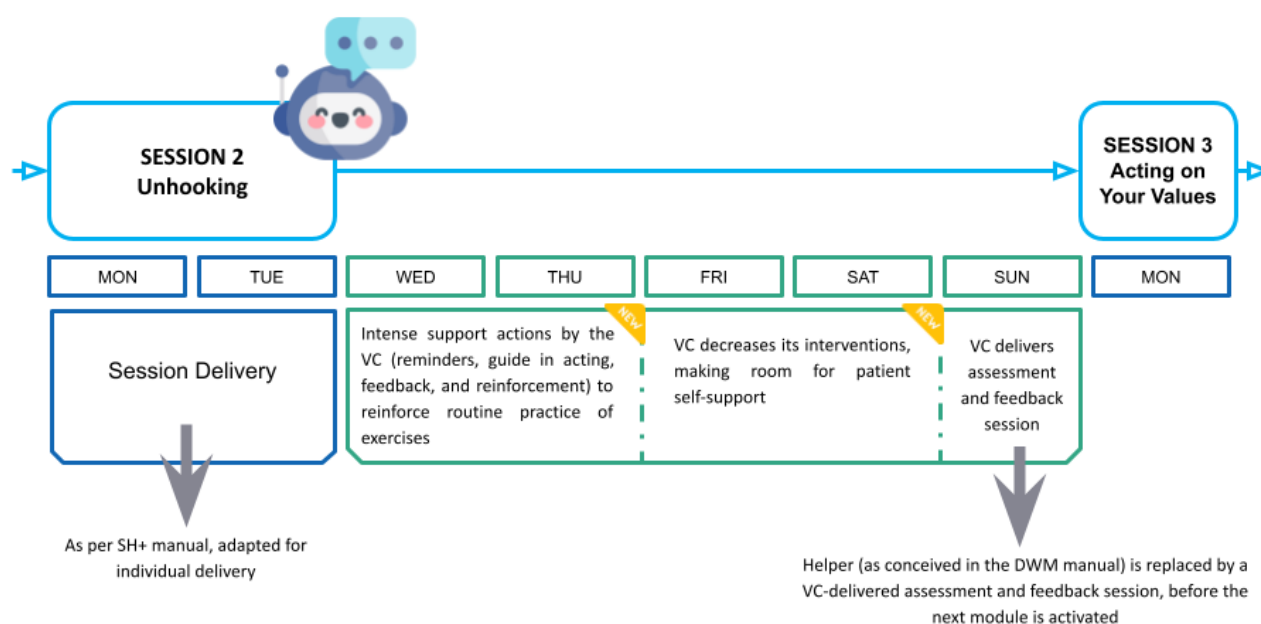 SESSION 2
Unhooking
SESSION 3
Acting on
Your Values
MON
TUE
WED
THU
FRI
SAT
SUN
MON
Session Delivery
NEW
Intense support actions by the
VC (reminders, guide in acting,
feedback, and reinforcement) to
reinforce routine practice of
exercises
NEW
VC decreases its interventions,
making room for patient
self-support
VC delivers
assessment
and feedback
session
As per SH+ manual, adapted for
individual delivery
Helper (as conceived in the DWM manual) is replaced by a
VC-delivered assessment and feedback session, before the
next module is activated